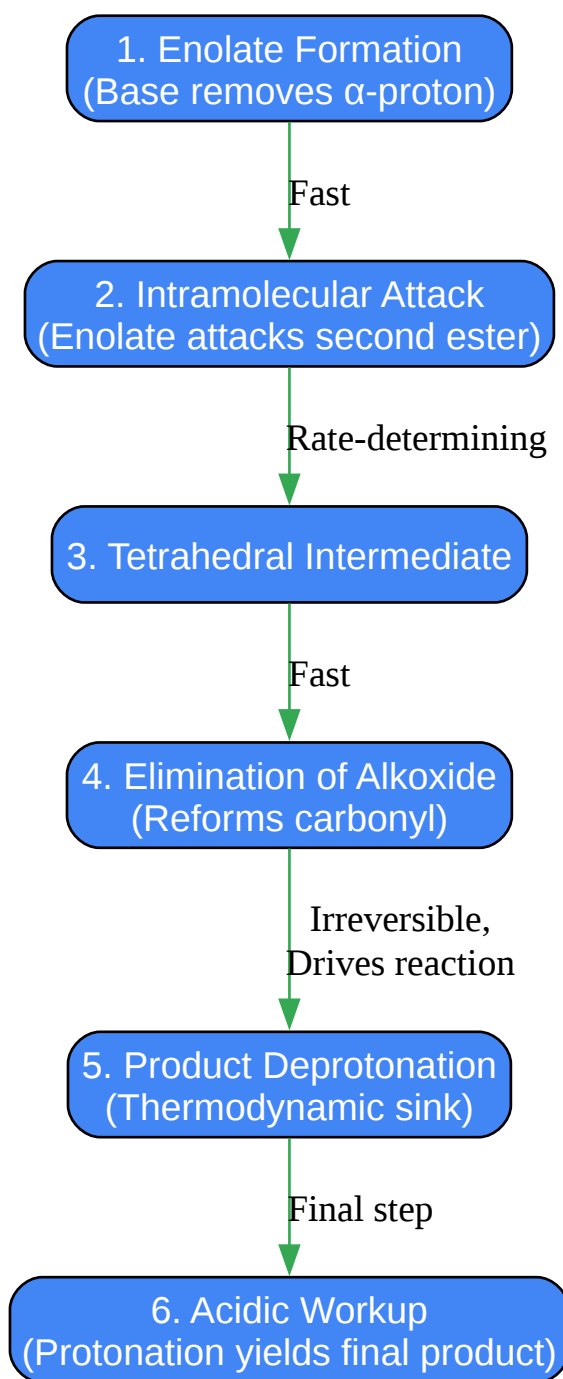 1. Enolate Formation
(Base removes α-proton)
Fast
2. Intramolecular Attack
(Enolate attacks second ester)
Rate-determining
3. Tetrahedral Intermediate
Fast
4. Elimination of Alkoxide
(Reforms carbonyl)
Irreversible,
Drives reaction
5. Product Deprotonation
(Thermodynamic sink)
Final step
6. Acidic Workup
(Protonation yields final product)